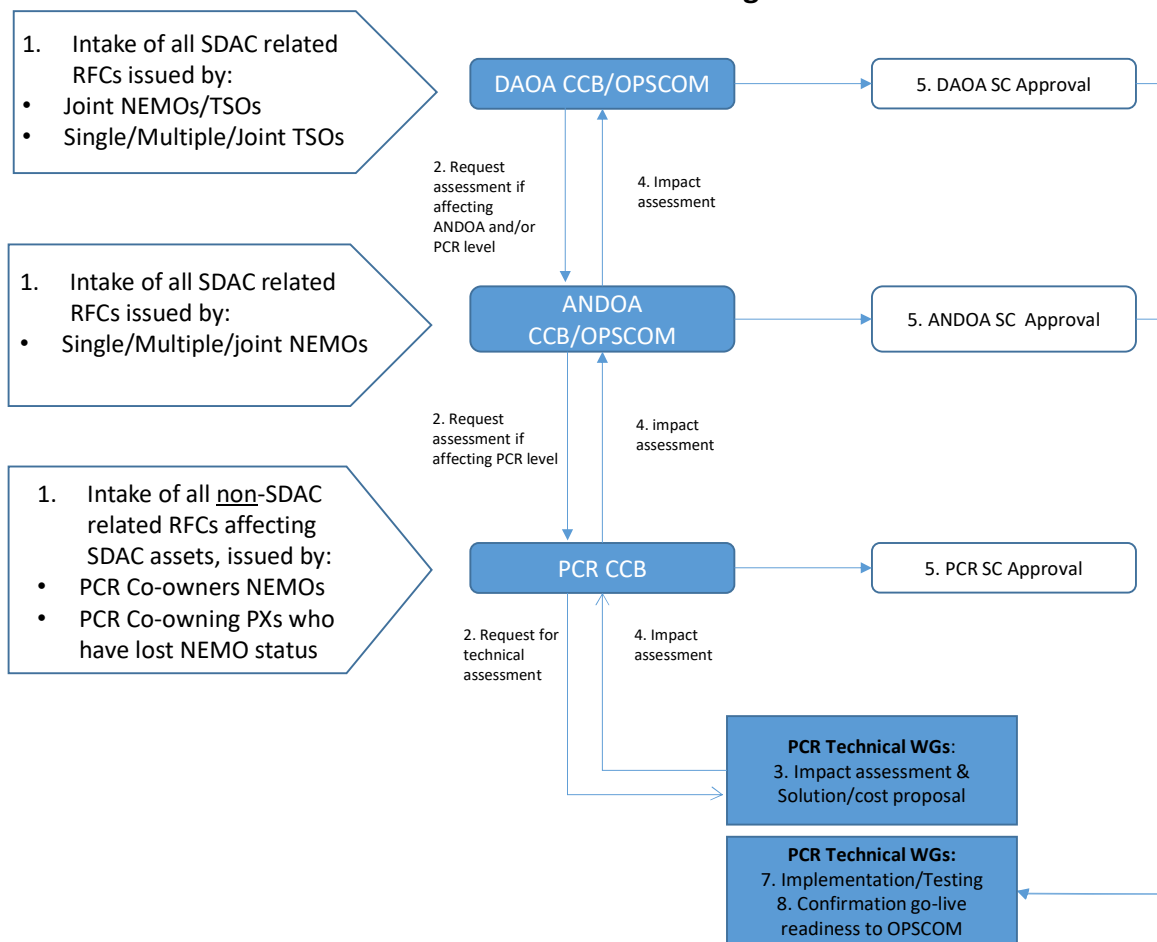 1. Intake of all SDAC related
RFCs issued by:
• Joint NEMOs/TSOs
• Single/Multiple/Joint TSOs
DAOA CCB/OPSCOM
5. DAOA SC Approval
2. Request
assessment if
affecting
ANDOA and/or
PCR level
4. Impact
assessment
1. Intake of all SDAC related
RFCs issued by:
• Single/Multiple/joint NEMOs
ANDOA
CCB/OPSCOM
5. ANDOA SC Approval
2. Request
assessment if
affecting PCR level
4. impact
assessment
1. Intake of all non-SDAC
related RFCs affecting
SDAC assets, issued by:
• PCR Co-owners NEMOs
• PCR Co-owning PXs who
have lost NEMO status
PCR CCB
5. PCR SC Approval
2. Request for
technical
assessment
4. Impact
assessment
PCR Technical WGs:
3. Impact assessment &
Solution/cost proposal
PCR Technical WGs:
7. Implementation/Testing
8. Confirmation go-live
readiness to OPSCOM